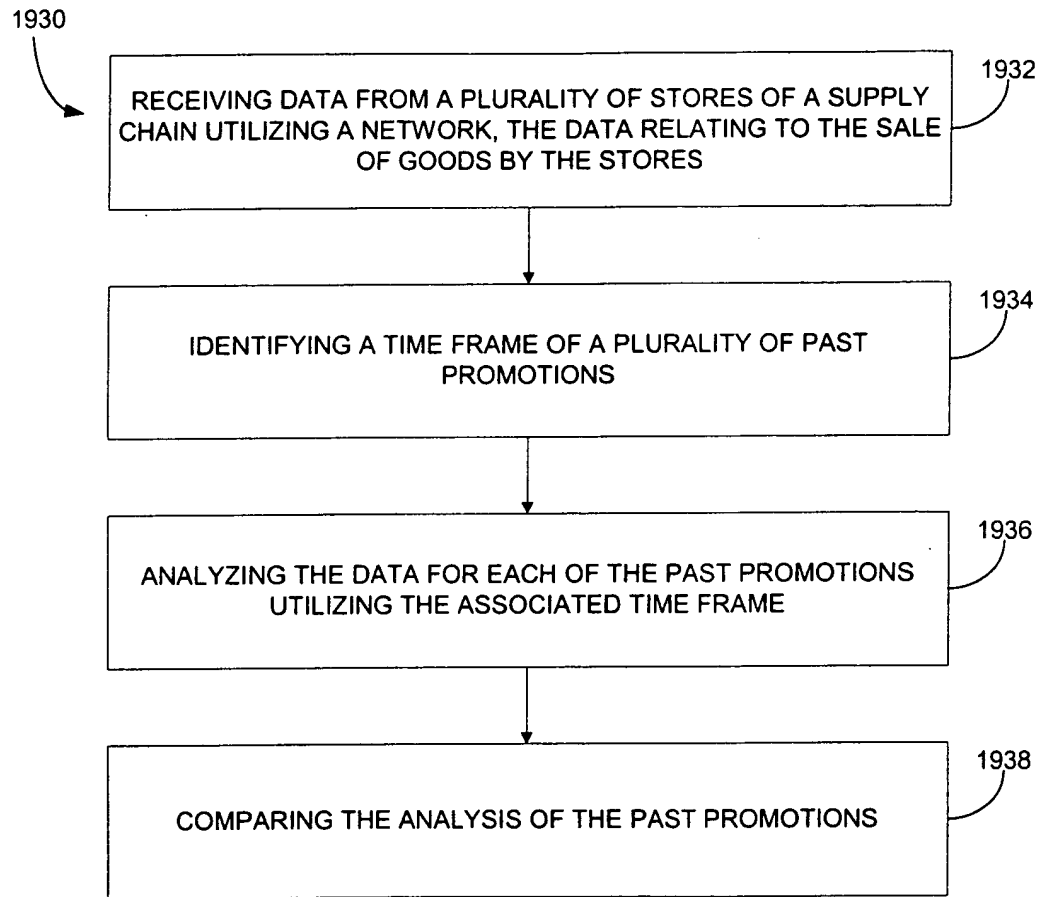 1930
1932
RECEIVING DATA FROM A PLURALITY OF STORES OF A SUPPLY
CHAIN UTILIZING A NETWORK, THE DATA RELATING TO THE SALE
OF GOODS BY THE STORES
1934
IDENTIFYING A TIME FRAME OF A PLURALITY OF PAST
PROMOTIONS
1936
ANALYZING THE DATA FOR EACH OF THE PAST PROMOTIONS
UTILIZING THE ASSOCIATED TIME FRAME
1938
COMPARING THE ANALYSIS OF THE PAST PROMOTIONS